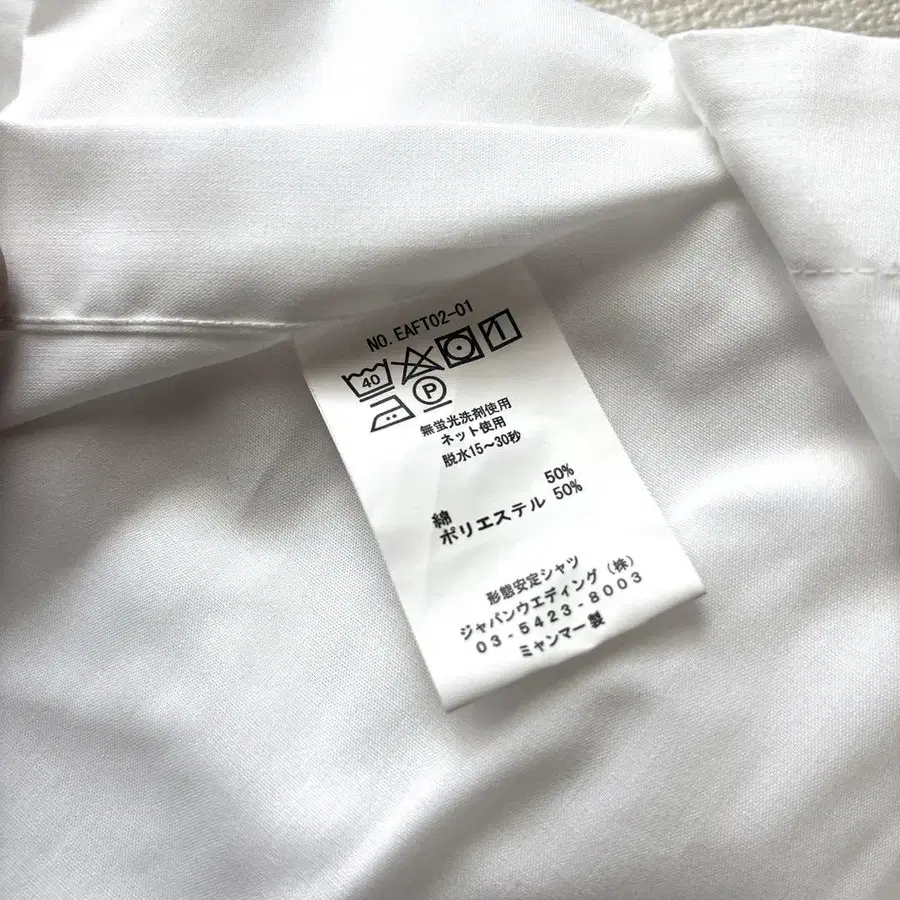 NO. EAFT02-01
40
P
無蛍光洗剤使用
ネット使用
脱水15～30秒
綿 50%
ポリエステル 50%
形態安定シャツ
ジャパンウエディング（株）
03-5423-8003
ミャンマー製